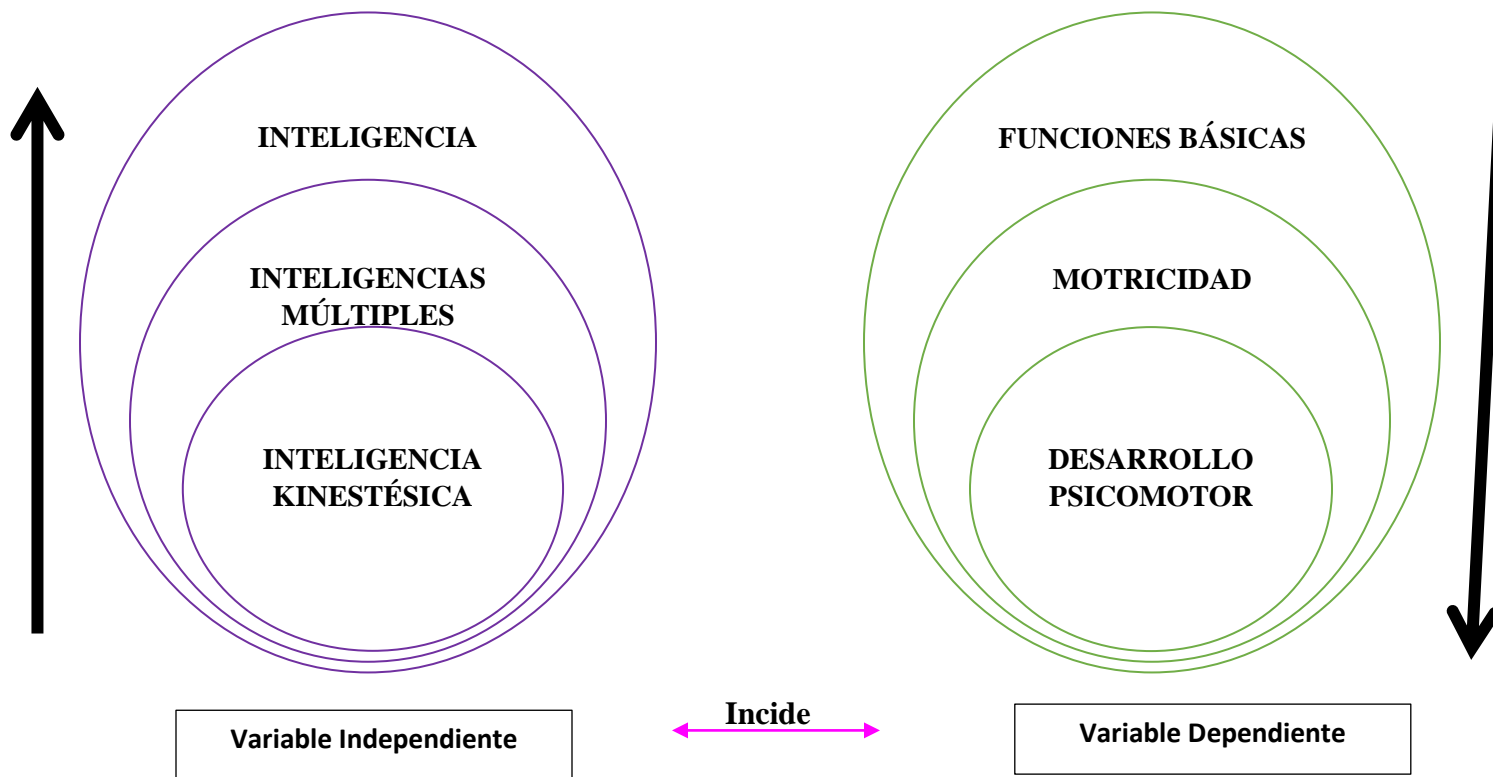 INTELIGENCIA
INTELIGENCIAS
MÚLTIPLES
INTELIGENCIA
KINESTÉSICA
FUNCIONES BÁSICAS
MOTRICIDAD
DESARROLLO
PSICOMOTOR
Variable Independiente
Incide
Variable Dependiente